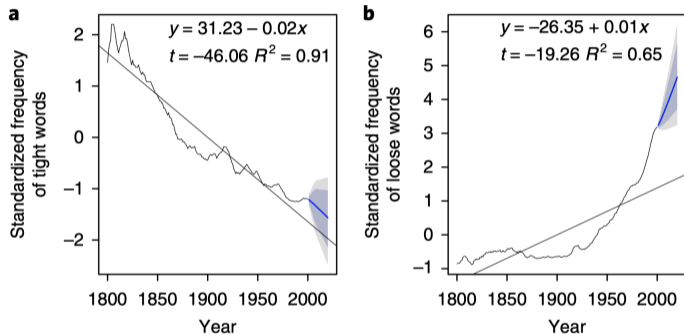 a
y = 31.23 – 0.02x
t = –46.06 R² = 0.91
Standardized frequency
of tight words
2
1
0
–1
–2
1800 1850 1900 1950 2000
Year
b
y = –26.35 + 0.01x
t = -19.26 R² = 0.65
Standardized frequency
of loose words
6
5
4
3
2
1
0
–1
1800 1850 1900 1950 2000
Year